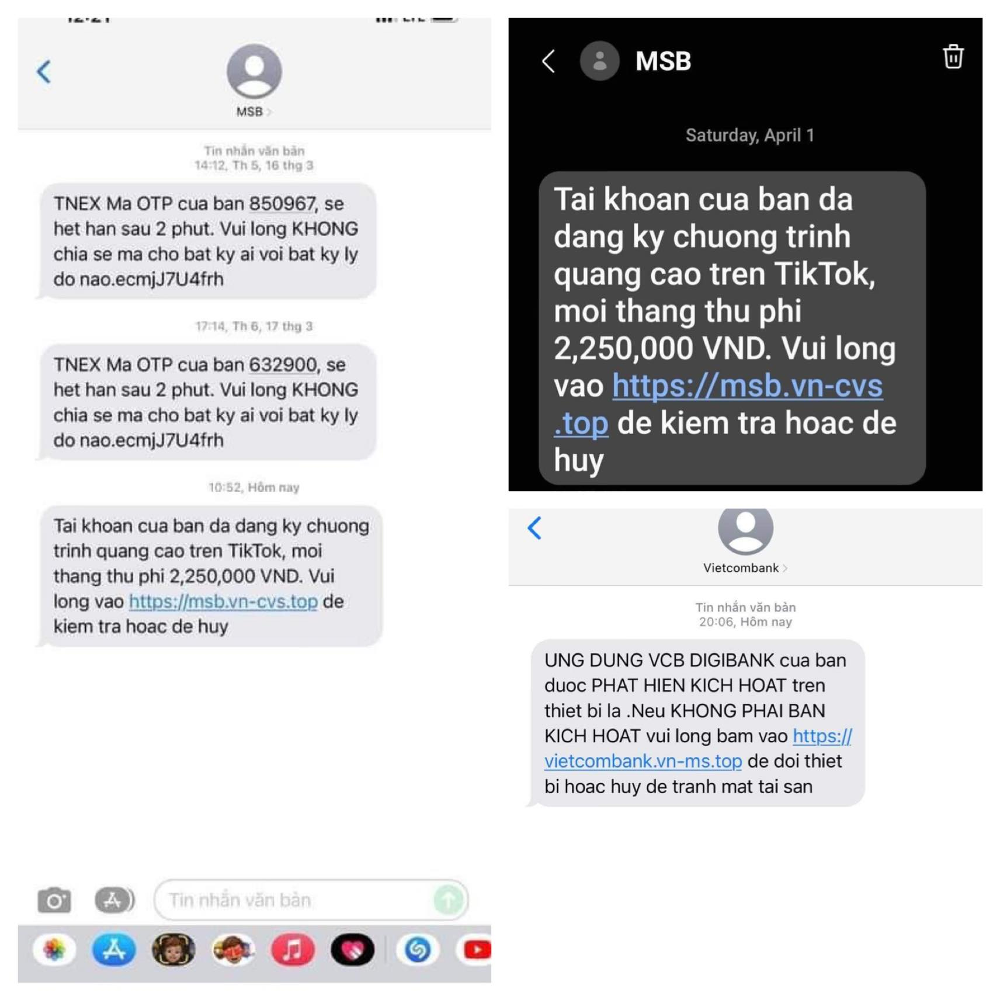 MSB
Tin nhắn văn bản
14:12, Th 5, 16 thg 3
TNEX Ma OTP cua ban 850967, se
het han sau 2 phut. Vui long KHONG
chia se ma cho bat ky ai voi bat ky ly
do nao.ecmjJ7U4frh
17:14, Th 6, 17 thg 3
TNEX Ma OTP cua ban 632900, se
het han sau 2 phut. Vui long KHONG
chia se ma cho bat ky ai voi bat ky ly
do nao.ecmjJ7U4frh
10:52, Hôm nay
Tai khoan cua ban da dang ky chuong
trinh quang cao tren TikTok, moi
thang thu phi 2,250,000 VND. Vui
long vao https://msb.vn-cvs.top de
kiem tra hoac de huy
Tin nhắn văn bản
MSB
Saturday, April 1
Tai khoan cua ban da
dang ky chuong trinh
quang cao tren TikTok,
moi thang thu phi
2,250,000 VND. Vui long
vao https://msb.vn-cvs
.top de kiem tra hoac de
huy
Vietcombank
Tin nhắn văn bản
20:06, Hôm nay
UNG DUNG VCB DIGIBANK cua ban
duoc PHAT HIEN KICH HOAT tren
thiet bi la .Neu KHONG PHAI BAN
KICH HOAT vui long bam vao https://
vietcombank.vn-ms.top de doi thiet
bi hoac huy de tranh mat tai san